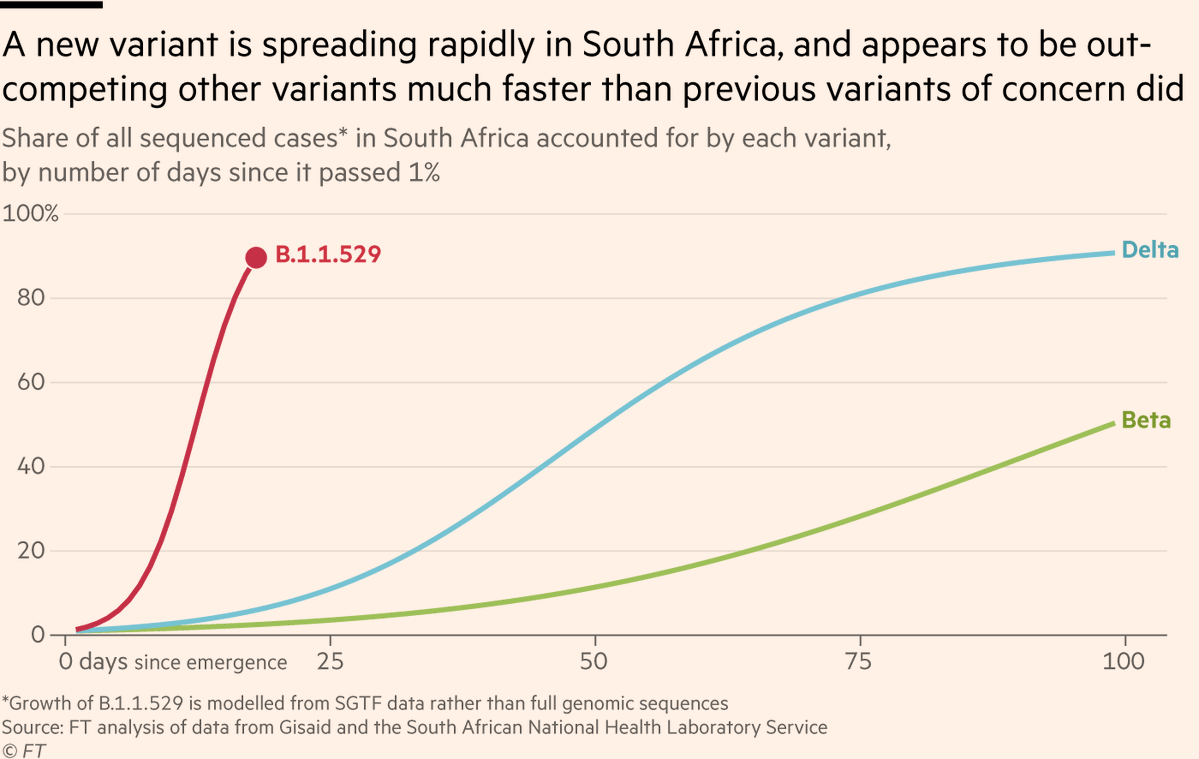 A new variant is spreading rapidly in South Africa, and appears to be out-
competing other variants much faster than previous variants of concern did
Share of all sequenced cases* in South Africa accounted for by each variant,
by number of days since it passed 1%
100%
B.1.1.529
Delta
80
60
Beta
40
20
0
0 days since emergence 25 50 75 100
*Growth of B.1.1.529 is modelled from SGTF data rather than full genomic sequences
Source: FT analysis of data from Gisaid and the South African National Health Laboratory Service
© FT